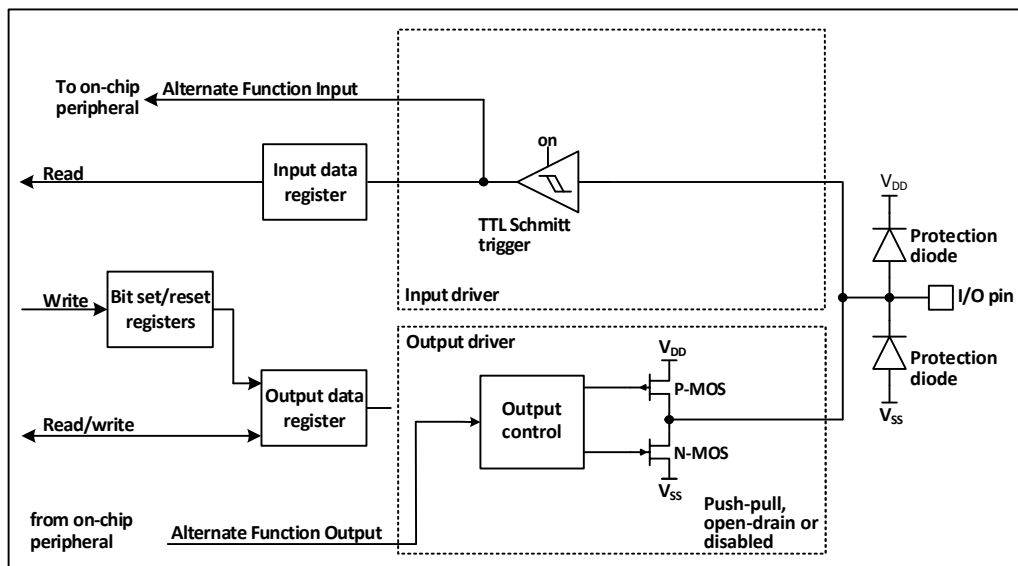 To on-chip
peripheral
Alternate Function Input
on
Read
Input data
register
TTL Schmitt
trigger
V_DD
Protection
diode
Input driver
I/O pin
Write
Bit set/reset
registers
Output driver
V_DD
P-MOS
Protection
diode
Output data
register
Output
control
V_SS
Read/write
N-MOS
V_SS
Push-pull,
open-drain or
disabled
from on-chip
peripheral
Alternate Function Output